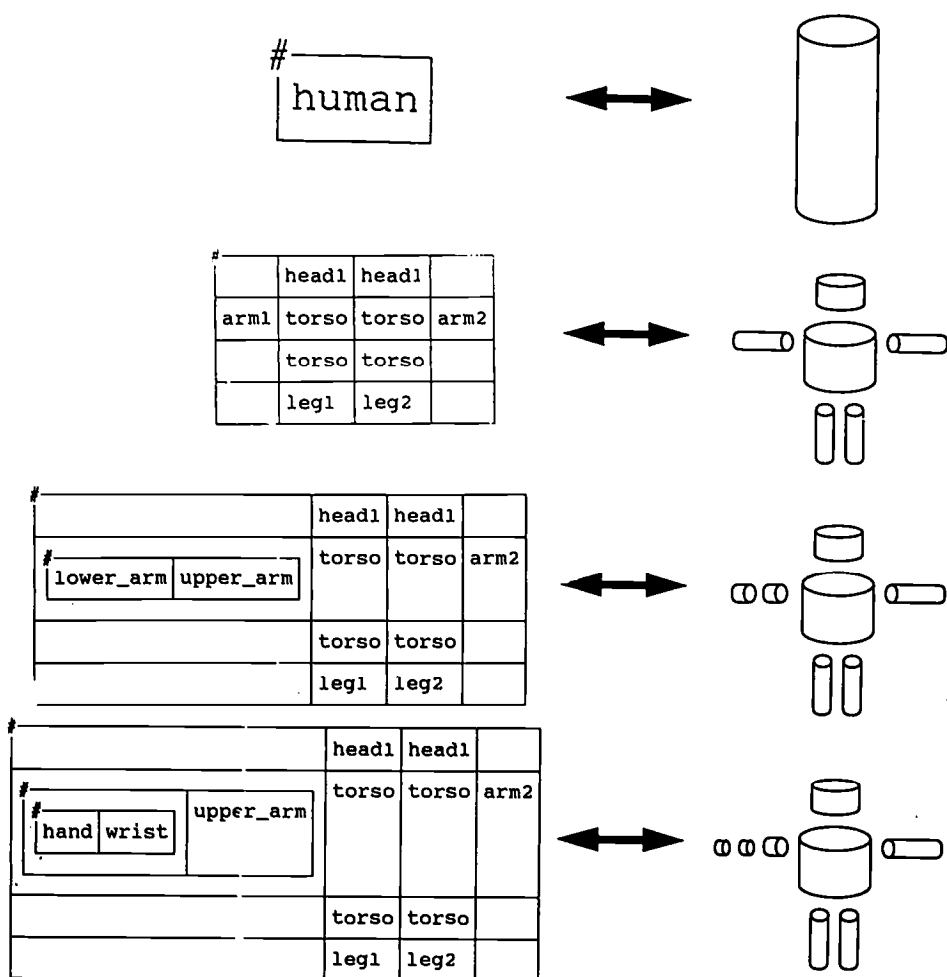 #
human
#
head1 head1
arm1 torso torso arm2
torso torso
leg1 leg2
#
head1 head1
#
torso torso arm2
lower_arm upper_arm
torso torso
leg1 leg2
#
head1 head1
#
#
upper_arm torso torso arm2
hand wrist
torso torso
leg1 leg2